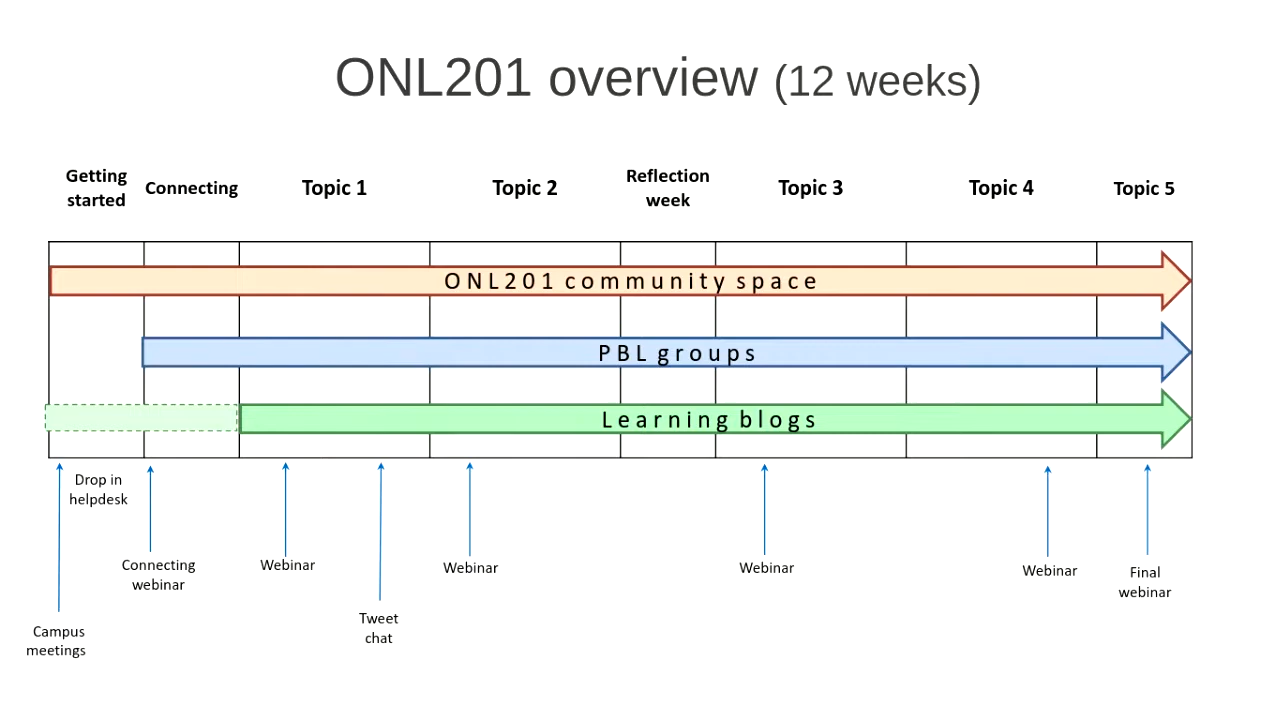 ONL201 overview (12 weeks)
Getting
started
Connecting
Topic 1
Topic 2
Reflection
week
Topic 3
Topic 4
Topic 5
ONL201 community space
PBL groups
Learning blogs
Drop in
helpdesk
Connecting
webinar
Webinar
Webinar
Webinar
Webinar
Final
webinar
Tweet
chat
Campus
meetings